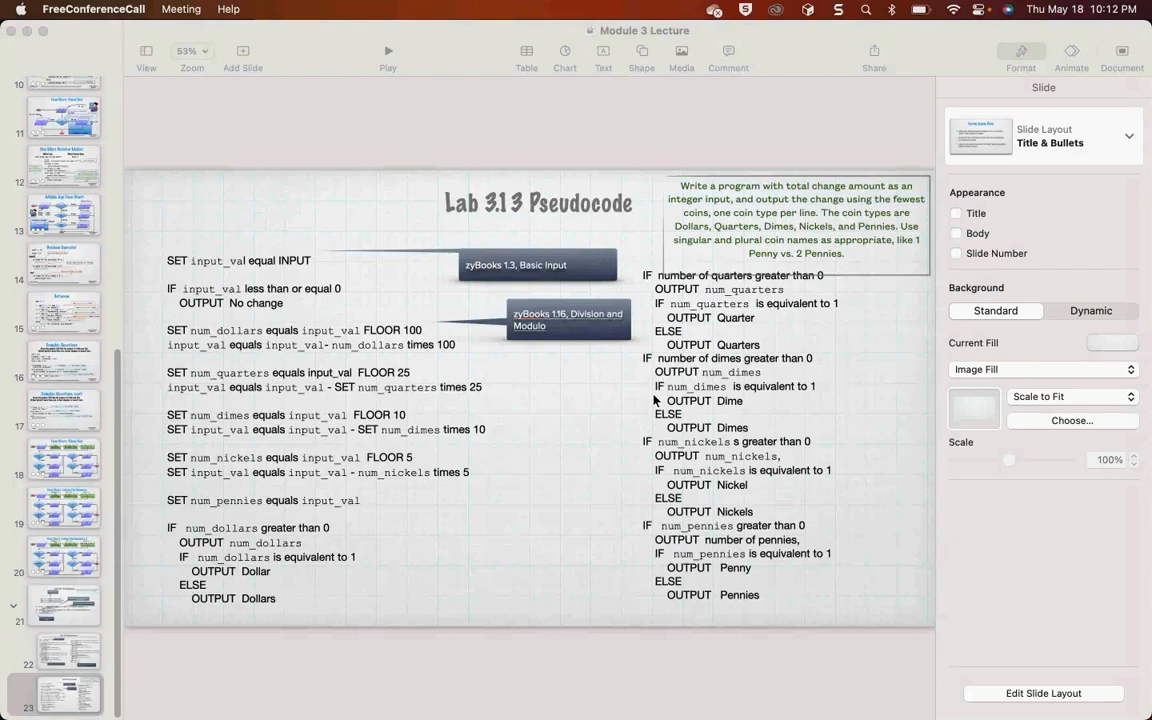 FreeConferenceCall Meeting Help Thu May 18 10:12 PM
Module 3 Lecture
53%
View Zoom Add Slide Play Table Chart Text Shape Media Comment Share Format Animate Document
10
11
12
13
14
15
16
17
18
19
20
21
22
23
Lab 3.13 Pseudocode
Write a program with total change amount as an
integer input, and output the change using the fewest
coins, one coin type per line. The coin types are
Dollars, Quarters, Dimes, Nickels, and Pennies. Use
singular and plural coin names as appropriate, like 1
Penny vs. 2 Pennies.
zyBooks 1.3, Basic Input
zyBooks 1.16, Division and
Modulo
SET input_val equal INPUT
IF input_val less than or equal 0
OUTPUT No change
SET num_dollars equals input_val FLOOR 100
input_val equals input_val- num_dollars times 100
SET num_quarters equals input_val FLOOR 25
input_val equals input_val - SET num_quarters times 25
SET num_dimes equals input_val FLOOR 10
SET input_val equals input_val - SET num_dimes times 10
SET num_nickels equals input_val FLOOR 5
SET input_val equals input_val - num_nickels times 5
SET num_pennies equals input_val
IF num_dollars greater than 0
OUTPUT num_dollars
IF num_dollars is equivalent to 1
OUTPUT Dollar
ELSE
OUTPUT Dollars
IF number of quarters greater than 0
OUTPUT num_quarters
IF num_quarters is equivalent to 1
OUTPUT Quarter
ELSE
OUTPUT Quarters
IF number of dimes greater than 0
OUTPUT num_dimes
IF num_dimes is equivalent to 1
OUTPUT Dime
ELSE
OUTPUT Dimes
IF num_nickels s greater than 0
OUTPUT num_nickels,
IF num_nickels is equivalent to 1
OUTPUT Nickel
ELSE
OUTPUT Nickels
IF num_pennies greater than 0
OUTPUT number of pennies,
IF num_pennies is equivalent to 1
OUTPUT Penny
ELSE
OUTPUT Pennies
Slide
Slide Layout
Title & Bullets
Appearance
Title
Body
Slide Number
Background
Standard Dynamic
Current Fill
Image Fill
Scale to Fit
Choose...
Scale
100%
Edit Slide Layout